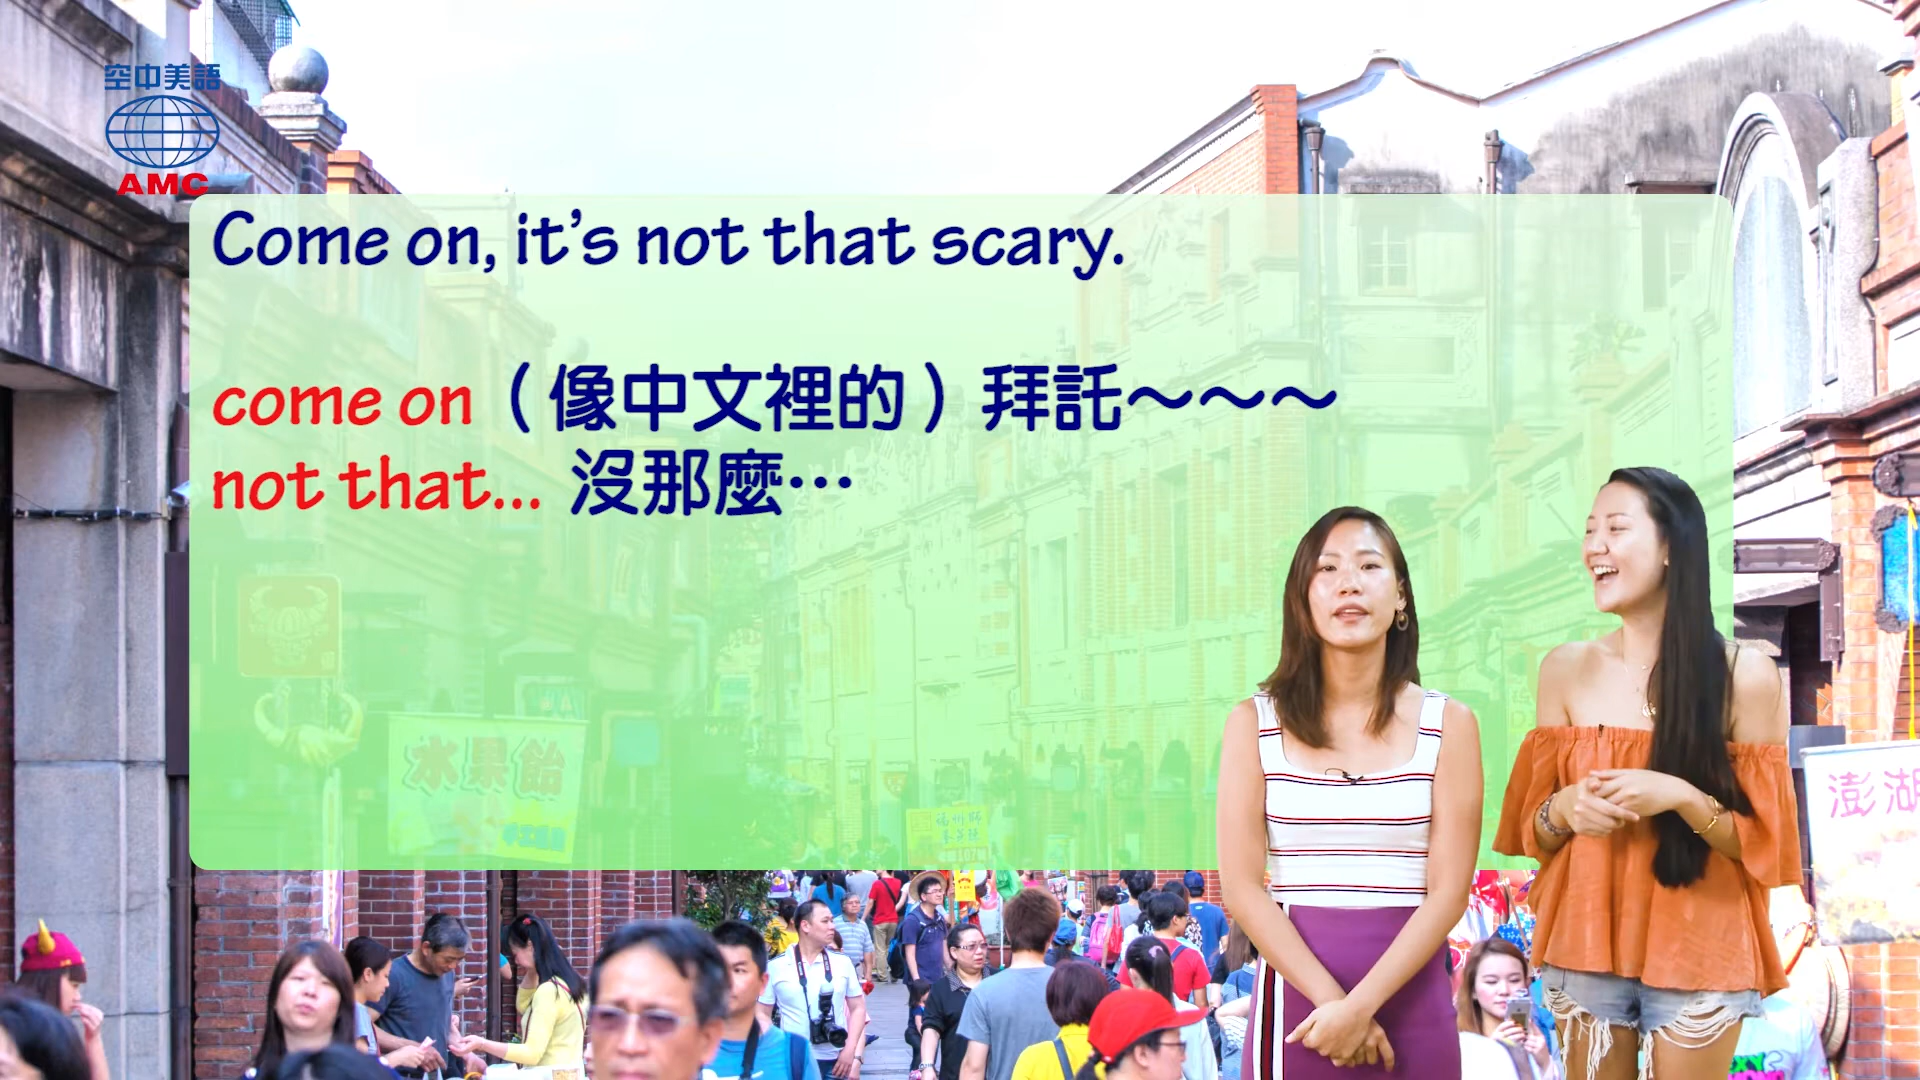 空中美語
AMC
Come on, it's not that scary.
come on（像中文裡的）拜託～～～
not that... 沒那麼…
水果飴
澎湖